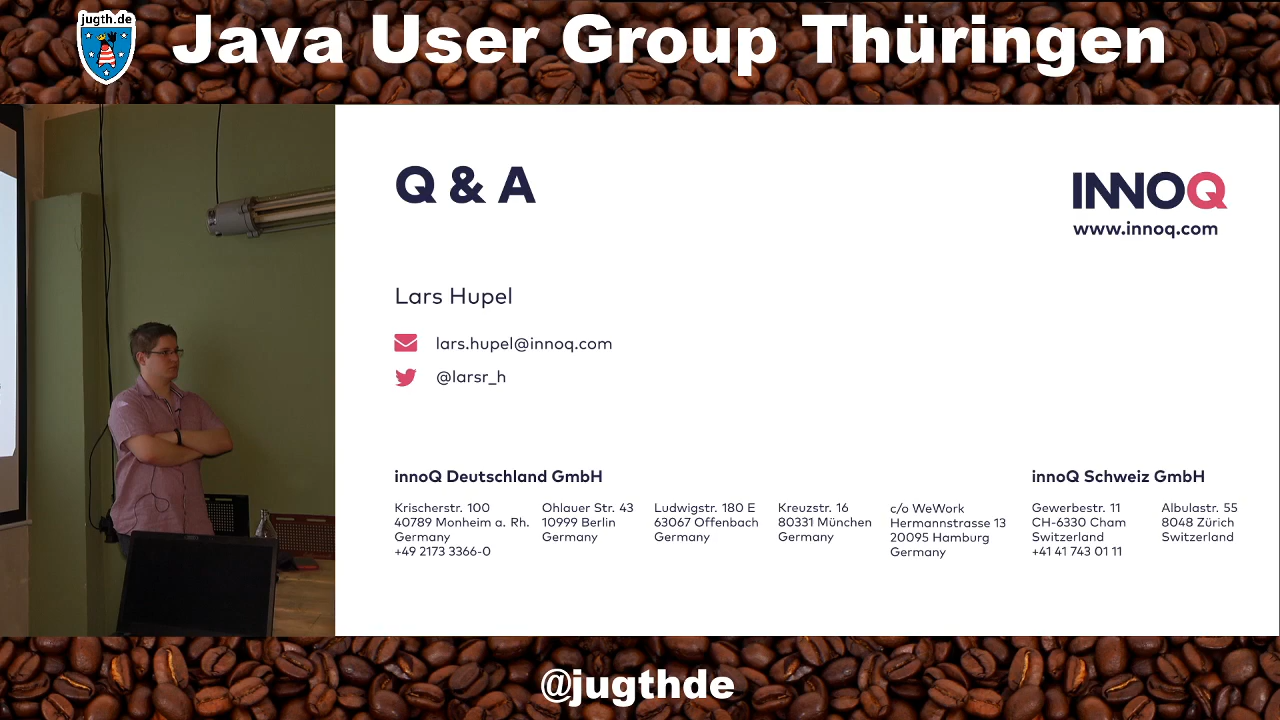 jugth.de
Java User Group Thüringen
Q & A
INNOQ
www.innoq.com
Lars Hupel
lars.hupel@innoq.com
@larsr_h
innoQ Deutschland GmbH
Krischerstr. 100
40789 Monheim a. Rh.
Germany
+49 2173 3366-0
Ohlauer Str. 43
10999 Berlin
Germany
Ludwigstr. 180 E
63067 Offenbach
Germany
Kreuzstr. 16
80331 München
Germany
c/o WeWork
Hermannstrasse 13
20095 Hamburg
Germany
innoQ Schweiz GmbH
Gewerbestr. 11
CH-6330 Cham
Switzerland
+41 41 743 01 11
Albulastr. 55
8048 Zürich
Switzerland
@jugthde